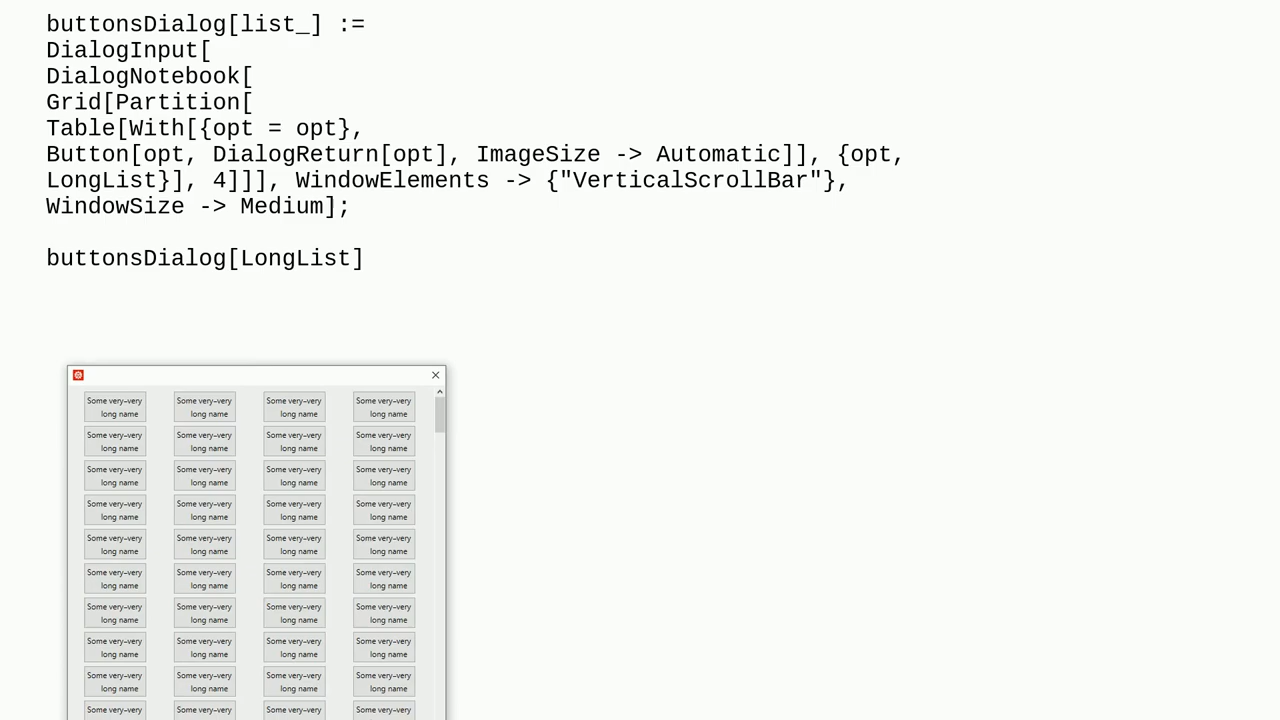 buttonsDialog[list_] :=
DialogInput[
DialogNotebook[
Grid[Partition[
Table[With[{opt = opt},
Button[opt, DialogReturn[opt], ImageSize -> Automatic]], {opt,
LongList}], 4]]], WindowElements -> {"VerticalScrollBar"},
WindowSize -> Medium];
buttonsDialog[LongList]
Some very-very Some very-very Some very-very Some very-very
long name long name long name long name
Some very-very Some very-very Some very-very Some very-very
long name long name long name long name
Some very-very Some very-very Some very-very Some very-very
long name long name long name long name
Some very-very Some very-very Some very-very Some very-very
long name long name long name long name
Some very-very Some very-very Some very-very Some very-very
long name long name long name long name
Some very-very Some very-very Some very-very Some very-very
long name long name long name long name
Some very-very Some very-very Some very-very Some very-very
long name long name long name long name
Some very-very Some very-very Some very-very Some very-very
long name long name long name long name
Some very-very Some very-very Some very-very Some very-very
long name long name long name long name
Some very-very Some very-very Some very-very Some very-very